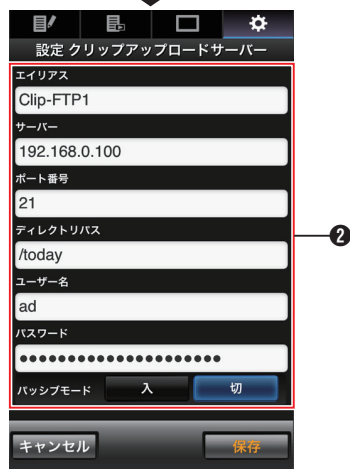 設定 クリップアップロードサーバー
エイリアス
Clip-FTP1
サーバー
192.168.0.100
ポート番号
21
ディレクトリパス
/today
ユーザー名
ad
パスワード
●●●●●●●●●●●●●●●●●●●●●
パッシブモード 入 切
❷
キャンセル 保存